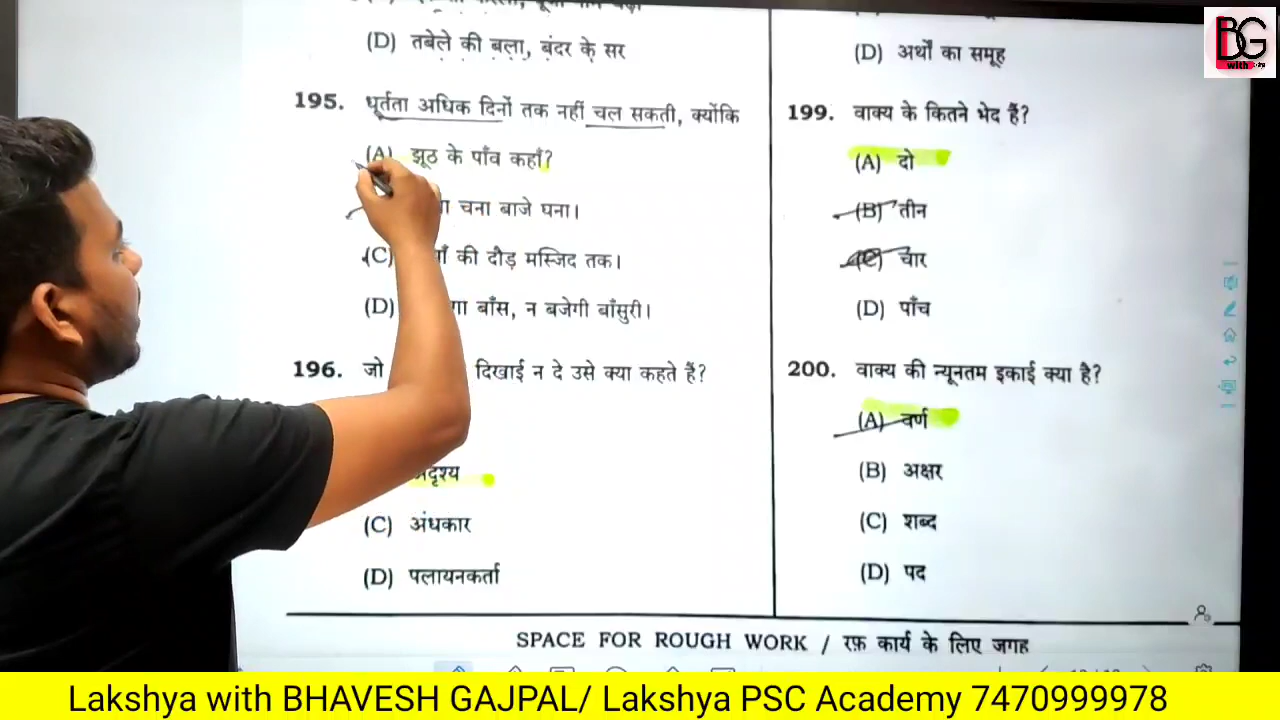 (D) तबेले की बला, बंदर के सर
195. धूर्तता अधिक दिनों तक नहीं चल सकती, क्योंकि
(A) झूठ के पाँव कहाँ?
चना बाजे घना।
(C) की दौड़ मस्जिद तक।
(D) बाँस, न बजेगी बाँसुरी।
196. जो दिखाई न दे उसे क्या कहते हैं?
अदृश्य
(C) अंधकार
(D) पलायनकर्ता
(D) अर्थों का समूह
199. वाक्य के कितने भेद हैं?
(A) दो
(B) तीन
(C) चार
(D) पाँच
200. वाक्य की न्यूनतम इकाई क्या है?
(A) वर्ण
(B) अक्षर
(C) शब्द
(D) पद
SPACE FOR ROUGH WORK / रफ़ कार्य के लिए जगह
BG
with
Lakshya with BHAVESH GAJPAL/ Lakshya PSC Academy 7470999978